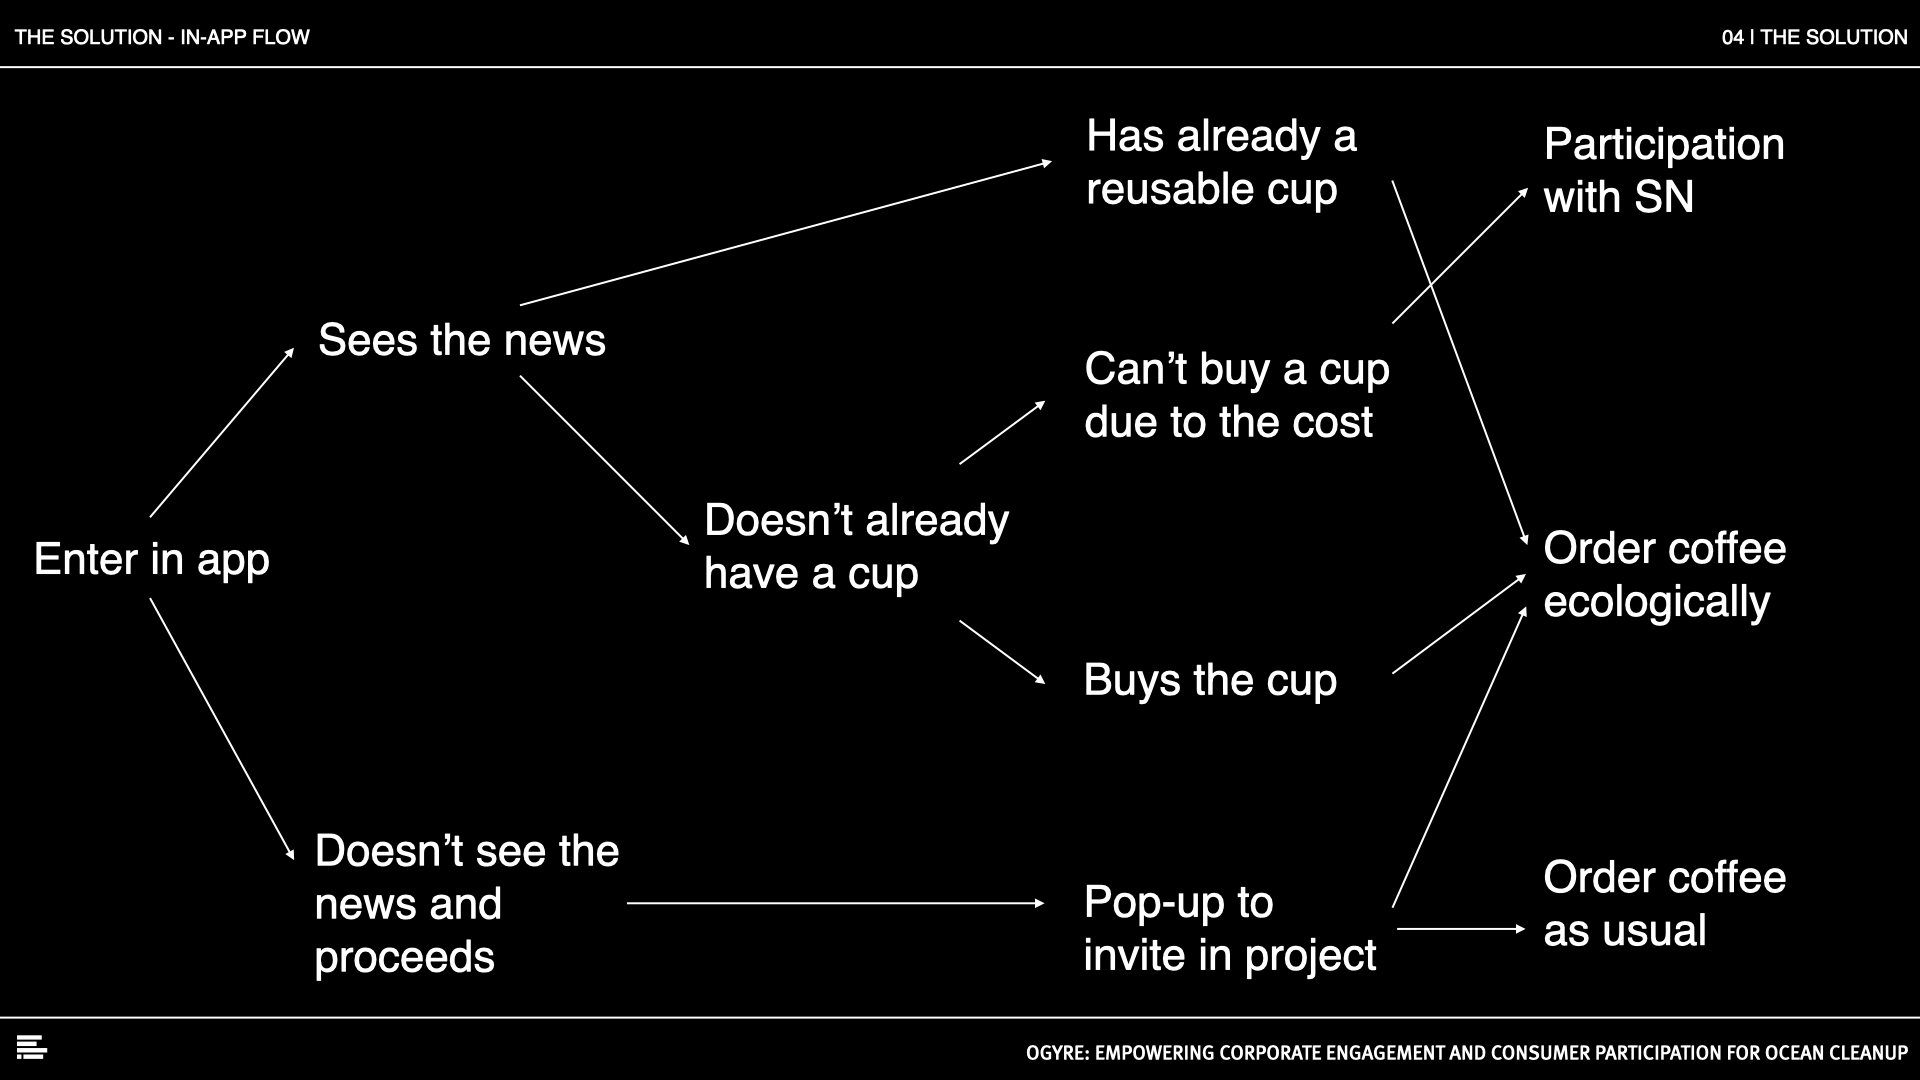 THE SOLUTION - IN-APP FLOW
04 | THE SOLUTION
Has already a
reusable cup
Participation
with SN
Sees the news
Can’t buy a cup
due to the cost
Doesn’t already
have a cup
Enter in app
Order coffee
ecologically
Buys the cup
Doesn’t see the
news and
proceeds
Pop-up to
invite in project
Order coffee
as usual
OGYRE: EMPOWERING CORPORATE ENGAGEMENT AND CONSUMER PARTICIPATION FOR OCEAN CLEANUP